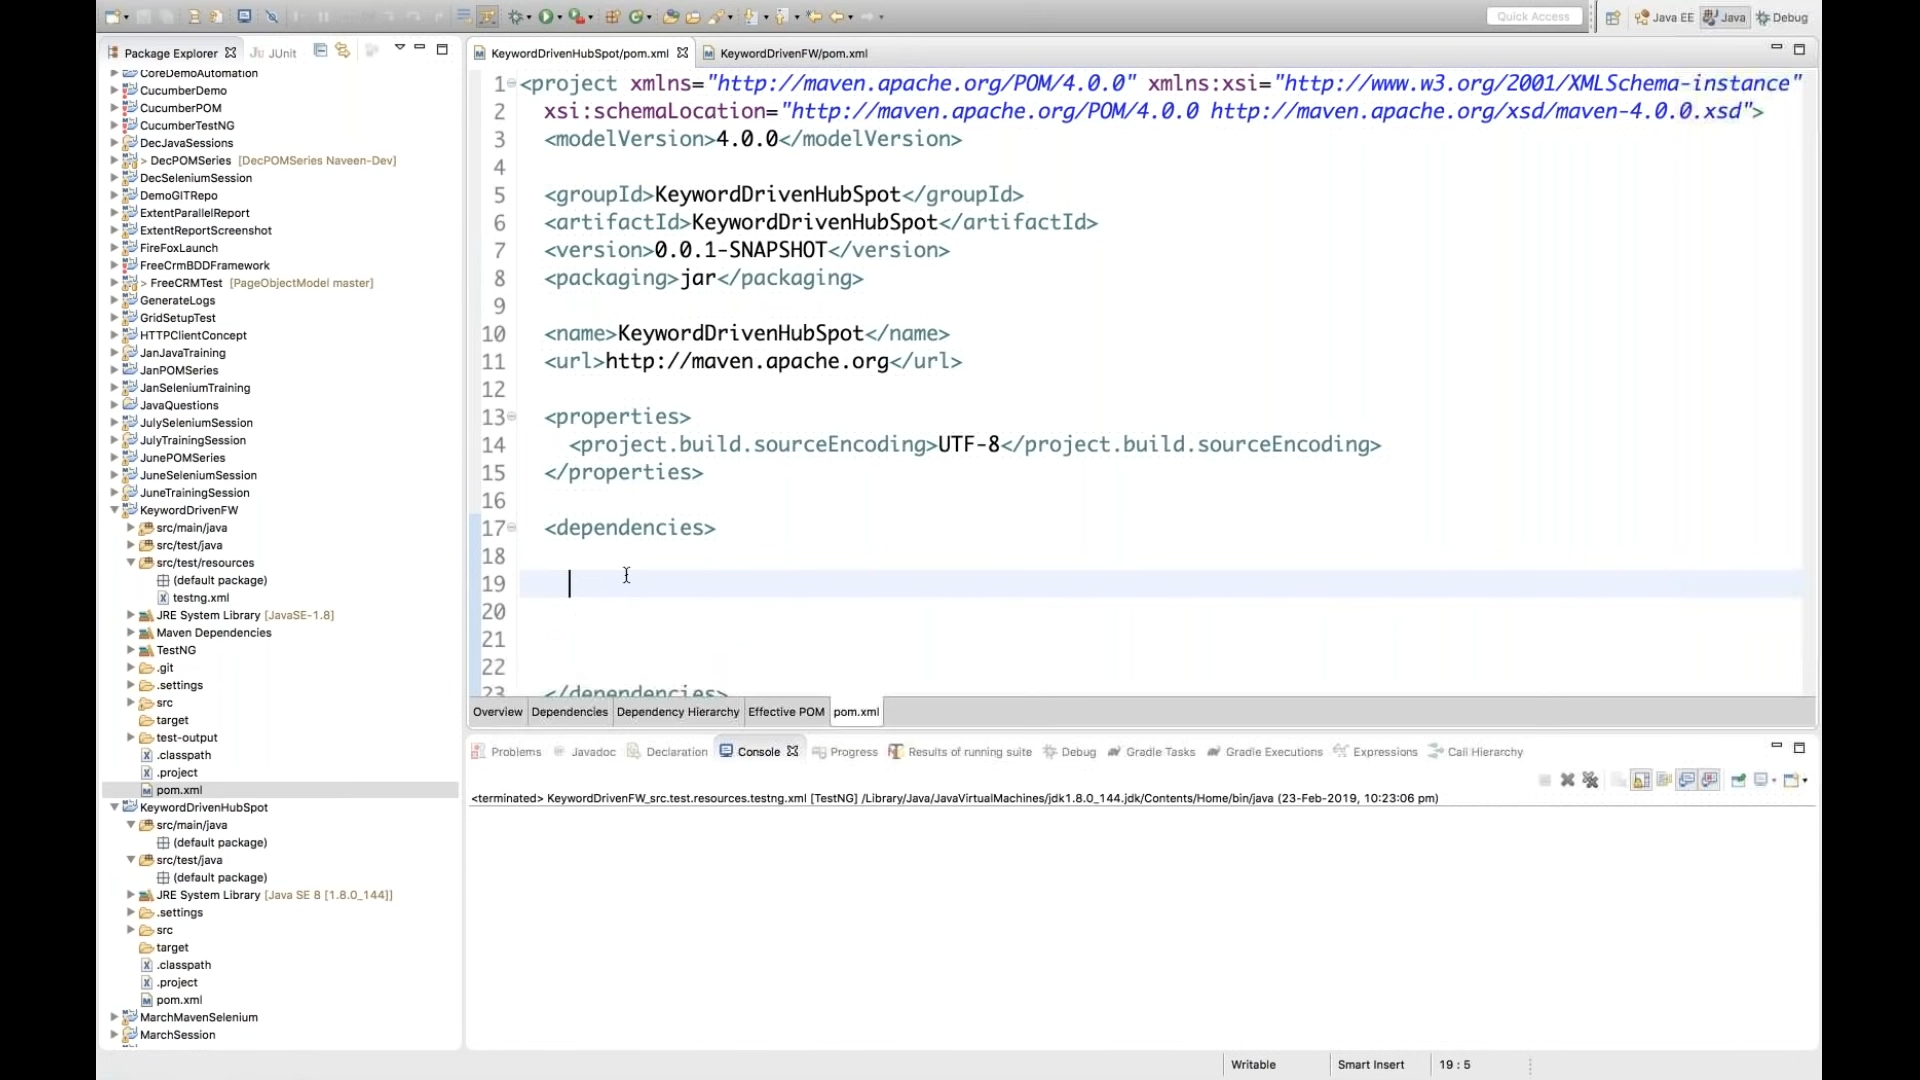 Quick Access
Java EE
Java
Debug
Package Explorer
JUnit
KeywordDrivenHubSpot/pom.xml
KeywordDrivenFW/pom.xml
CoreDemoAutomation
CucumberDemo
CucumberPOM
CucumberTestNG
DecJavaSessions
> DecPOMSeries [DecPOMSeries Naveen-Dev]
DecSeleniumSession
DemoGITRepo
ExtentParallelReport
ExtentReportScreenshot
FireFoxLaunch
FreeCrmBDDFramework
> FreeCRMTest [PageObjectModel master]
GenerateLogs
GridSetupTest
HTTPClientConcept
JanJavaTraining
JanPOMSeries
JanSeleniumTraining
JavaQuestions
JulySeleniumSession
JulyTrainingSession
JunePOMSeries
JuneSeleniumSession
JuneTrainingSession
KeywordDrivenFW
src/main/java
src/test/java
src/test/resources
(default package)
testng.xml
JRE System Library [JavaSE-1.8]
Maven Dependencies
TestNG
.git
.settings
src
target
test-output
.classpath
.project
pom.xml
KeywordDrivenHubSpot
src/main/java
(default package)
src/test/java
(default package)
JRE System Library [Java SE 8 [1.8.0_144]]
.settings
src
target
.classpath
.project
pom.xml
MarchMavenSelenium
MarchSession
1 <project xmlns="http://maven.apache.org/POM/4.0.0" xmlns:xsi="http://www.w3.org/2001/XMLSchema-instance"
2 xsi:schemaLocation="http://maven.apache.org/POM/4.0.0 http://maven.apache.org/xsd/maven-4.0.0.xsd">
3 <modelVersion>4.0.0</modelVersion>
4
5 <groupId>KeywordDrivenHubSpot</groupId>
6 <artifactId>KeywordDrivenHubSpot</artifactId>
7 <version>0.0.1-SNAPSHOT</version>
8 <packaging>jar</packaging>
9
10 <name>KeywordDrivenHubSpot</name>
11 <url>http://maven.apache.org</url>
12
13 <properties>
14 <project.build.sourceEncoding>UTF-8</project.build.sourceEncoding>
15 </properties>
16
17 <dependencies>
18
19
20
21
22
23 </dependencies>
Overview Dependencies Dependency Hierarchy Effective POM pom.xml
Problems Javadoc Declaration Console Progress Results of running suite Debug Gradle Tasks Gradle Executions Expressions Call Hierarchy
<terminated> KeywordDrivenFW_src.test.resources.testng.xml [TestNG] /Library/Java/JavaVirtualMachines/jdk1.8.0_144.jdk/Contents/Home/bin/java (23-Feb-2019, 10:23:06 pm)
Writable Smart Insert 19 : 5